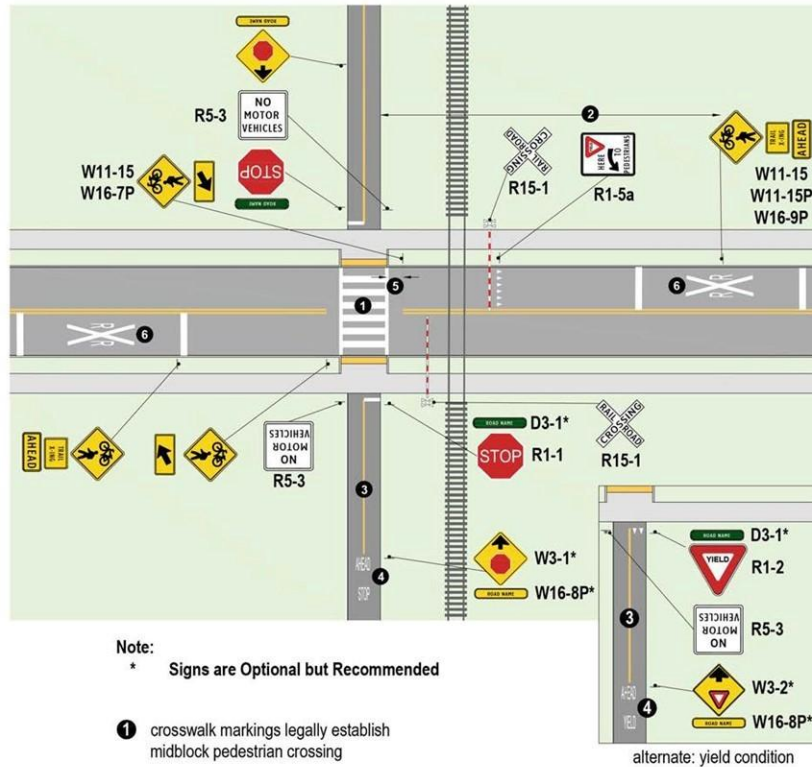 ROAD NAME
NO
MOTOR
VEHICLES
R5-3
STOP
ROAD NAME
W11-15
W16-7P
2
RAILROAD
CROSSING
R15-1
HERE
TO
PEDESTRIANS
R1-5a
TRAIL
X-ING
AHEAD
W11-15
W11-15P
W16-9P
5
1
6
R R
6
R R
AHEAD
TRAIL
X-ING
NO
MOTOR
VEHICLES
R5-3
ROAD NAME
D3-1*
STOP
R1-1
RAIL ROAD
CROSSING
R15-1
3
AHEAD
STOP
4
W3-1*
ROAD NAME
W16-8P*
ROAD NAME
D3-1*
YIELD
R1-2
3
NO
MOTOR
VEHICLES
R5-3
AHEAD
YIELD
4
W3-2*
ROAD NAME
W16-8P*
alternate: yield condition
Note:
* Signs are Optional but Recommended
1 crosswalk markings legally establish
midblock pedestrian crossing